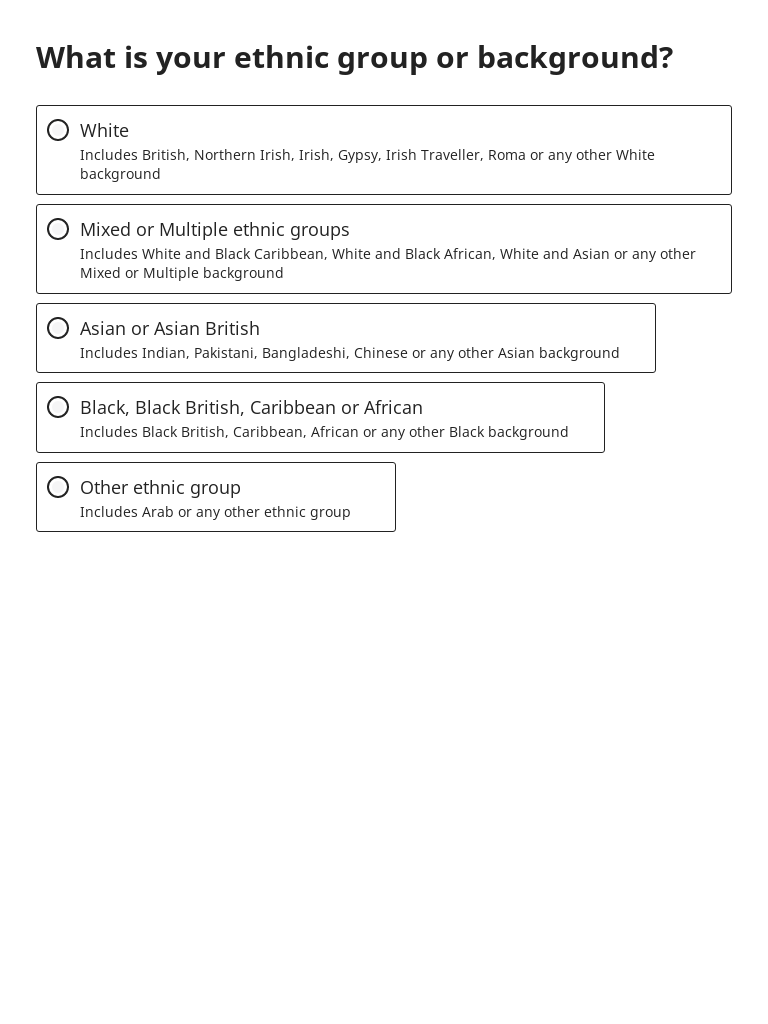 What is your ethnic group or background?
White
Includes British, Northern Irish, Irish, Gypsy, Irish Traveller, Roma or any other White
background
Mixed or Multiple ethnic groups
Includes White and Black Caribbean, White and Black African, White and Asian or any other
Mixed or Multiple background
Asian or Asian British
Includes Indian, Pakistani, Bangladeshi, Chinese or any other Asian background
Black, Black British, Caribbean or African
Includes Black British, Caribbean, African or any other Black background
Other ethnic group
Includes Arab or any other ethnic group